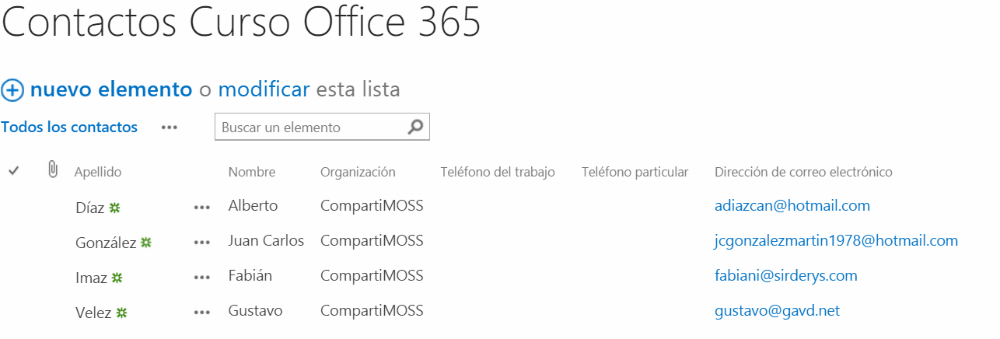 Contactos Curso Office 365
nuevo elemento o modificar esta lista
Todos los contactos ••• Buscar un elemento
Apellido Nombre Organización Teléfono del trabajo Teléfono particular Dirección de correo electrónico
Díaz ••• Alberto CompartiMOSS adiazcan@hotmail.com
González ••• Juan Carlos CompartiMOSS jcgonzalezmartin1978@hotmail.com
Imaz ••• Fabián CompartiMOSS fabiani@sirderys.com
Velez ••• Gustavo CompartiMOSS gustavo@gavd.net